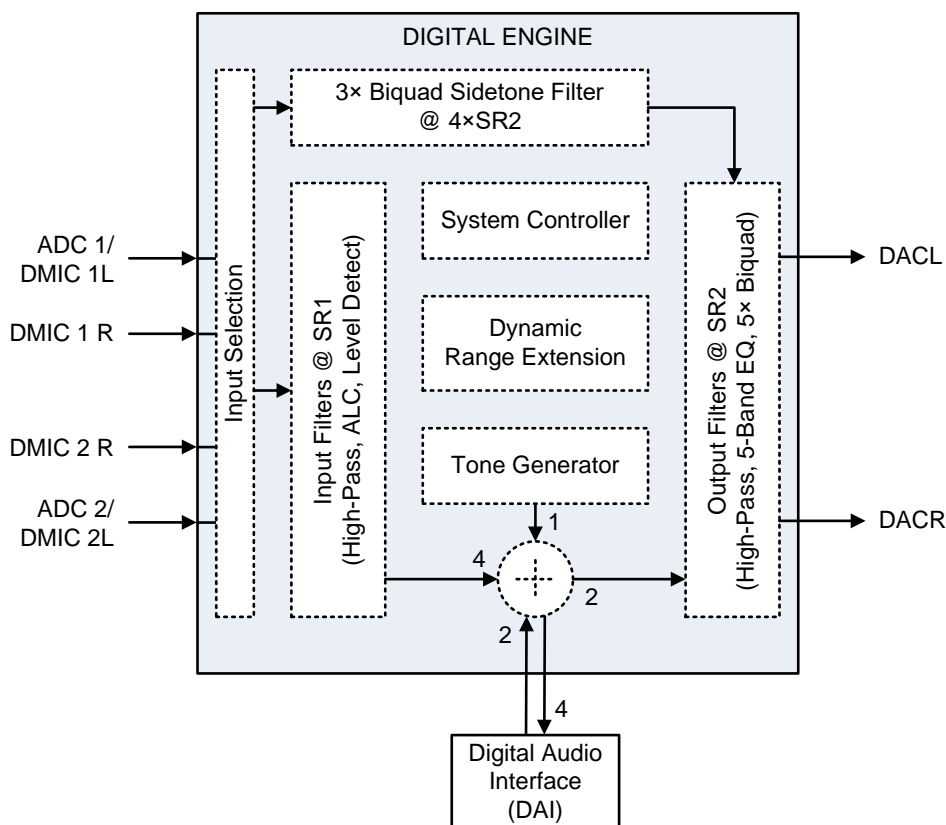 DIGITAL ENGINE
3× Biquad Sidetone Filter
@ 4×SR2
System Controller
ADC 1/
DMIC 1L
DMIC 1 R
DMIC 2 R
ADC 2/
DMIC 2L
Input Selection
Input Filters @ SR1
(High-Pass, ALC, Level Detect)
Dynamic
Range Extension
Tone Generator
1
4
2
2
4
Output Filters @ SR2
(High-Pass, 5-Band EQ, 5× Biquad)
DACL
DACR
Digital Audio
Interface
(DAI)